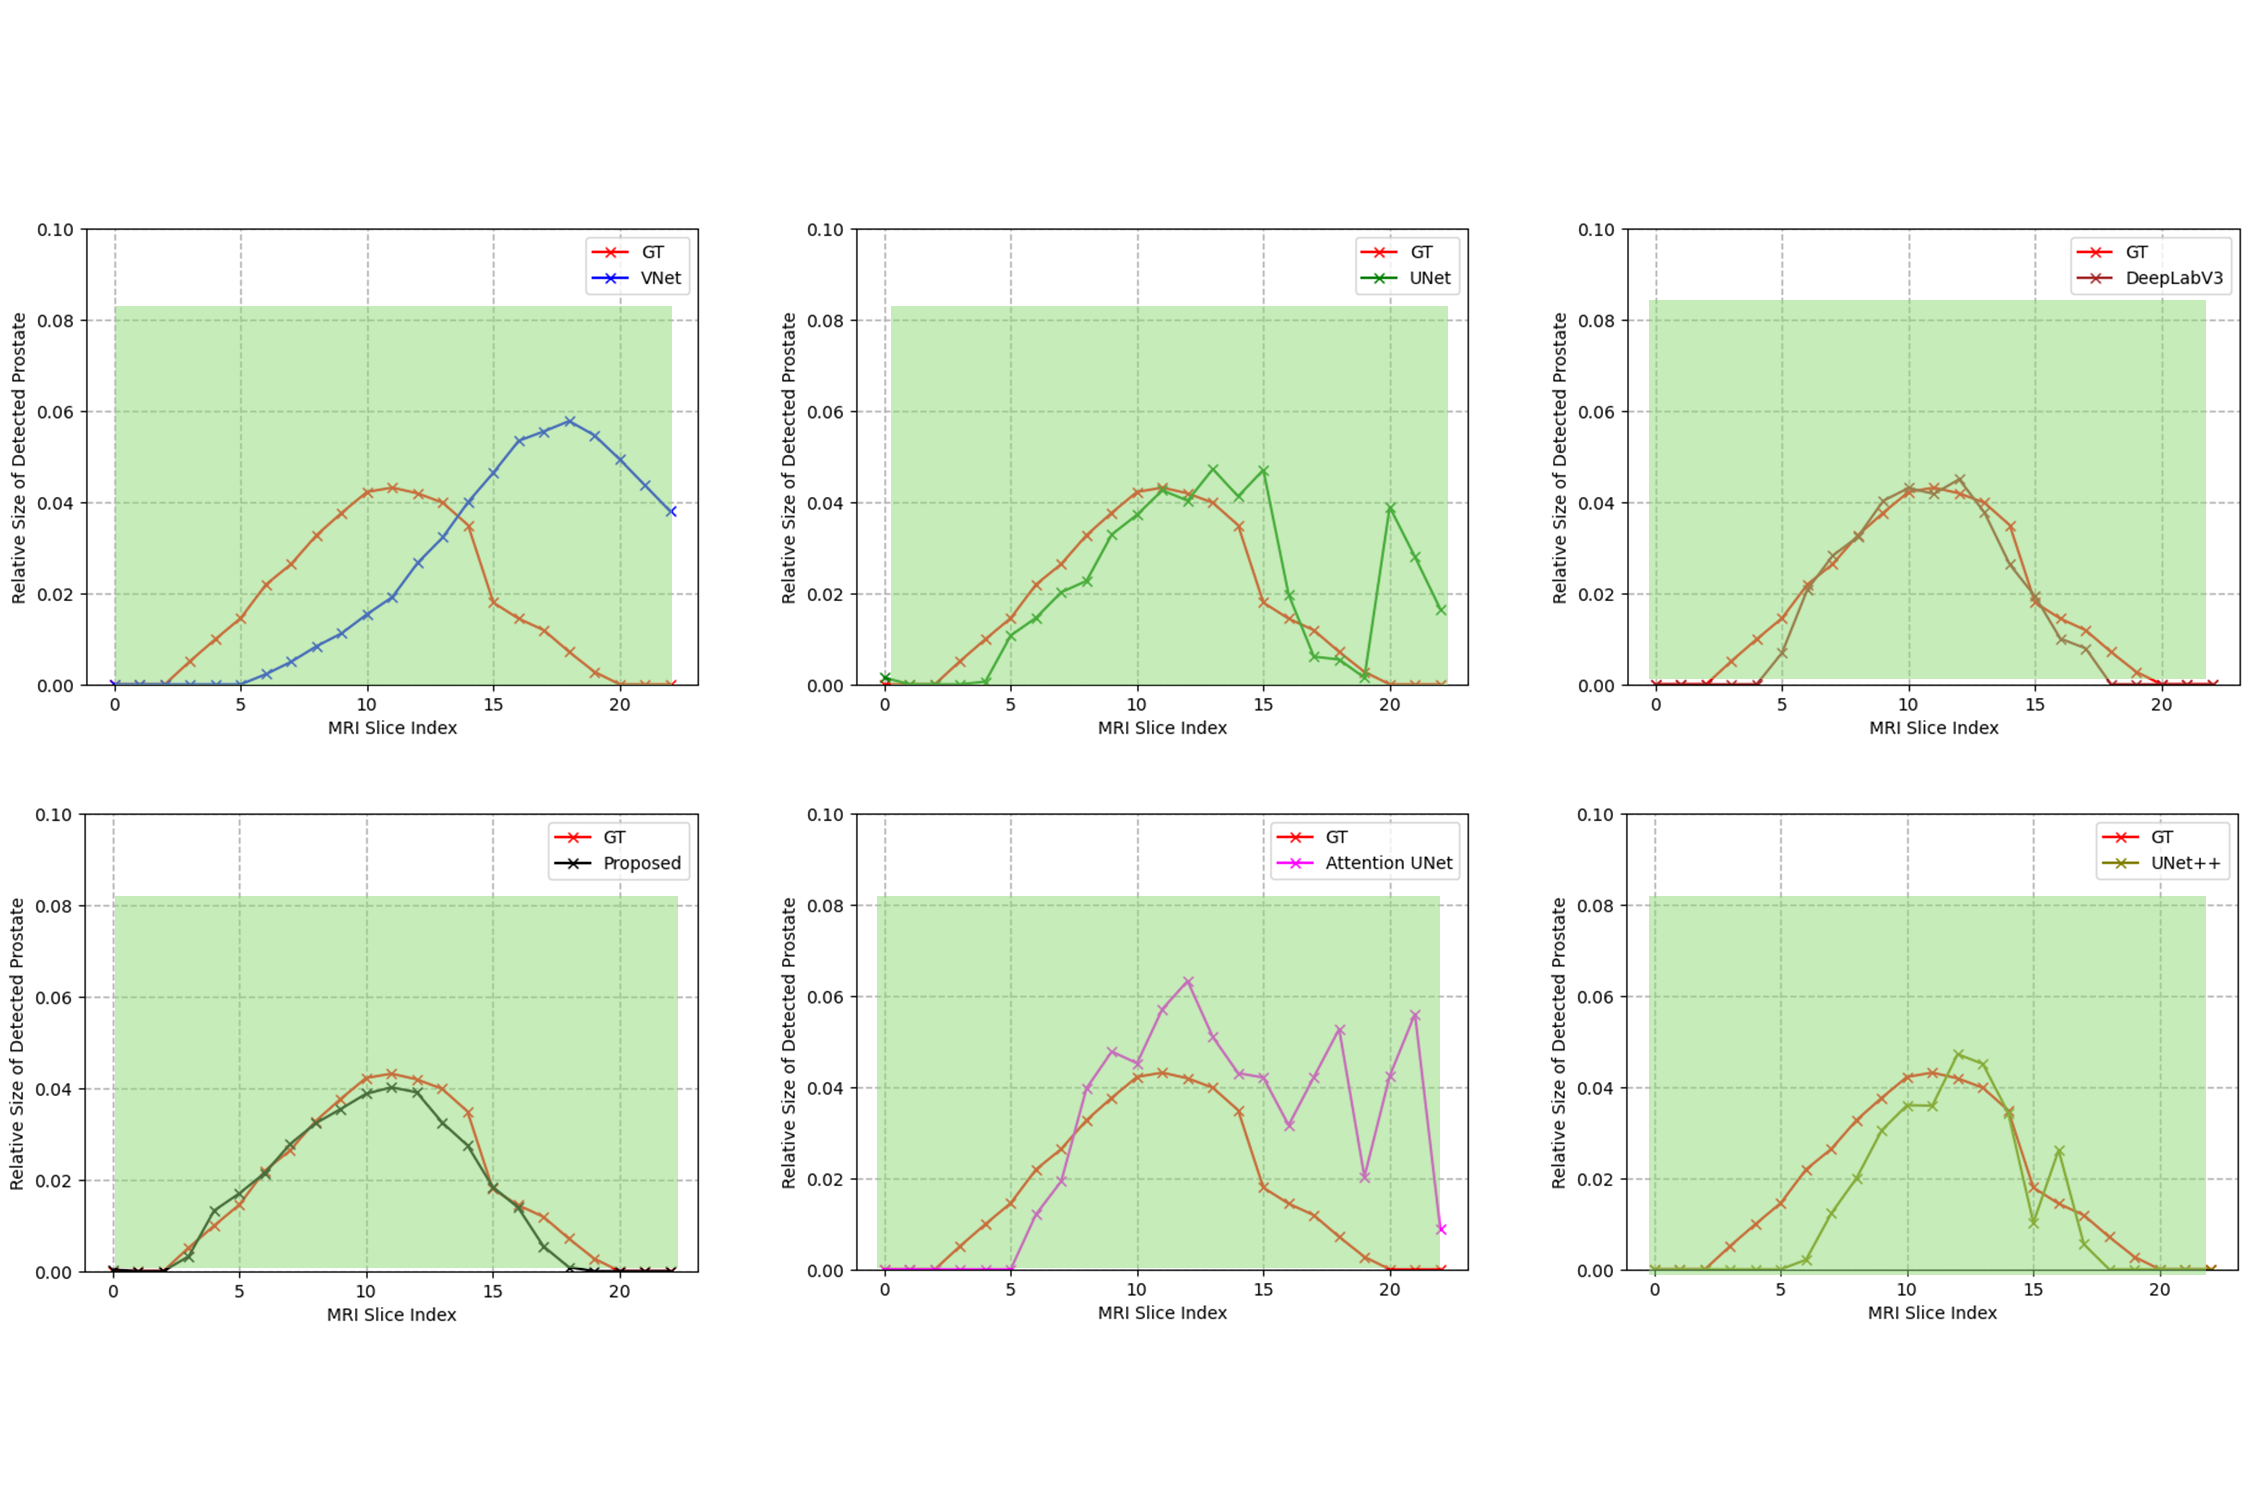 0.10
0.08
0.06
0.04
0.02
0.00
Relative Size of Detected Prostate
GT
VNet
0 5 10 15 20
MRI Slice Index
0.10
0.08
0.06
0.04
0.02
0.00
Relative Size of Detected Prostate
GT
UNet
0 5 10 15 20
MRI Slice Index
0.10
0.08
0.06
0.04
0.02
0.00
Relative Size of Detected Prostate
GT
DeepLabV3
0 5 10 15 20
MRI Slice Index
0.10
0.08
0.06
0.04
0.02
0.00
Relative Size of Detected Prostate
GT
Proposed
0 5 10 15 20
MRI Slice Index
0.10
0.08
0.06
0.04
0.02
0.00
Relative Size of Detected Prostate
GT
Attention UNet
0 5 10 15 20
MRI Slice Index
0.10
0.08
0.06
0.04
0.02
0.00
Relative Size of Detected Prostate
GT
UNet++
0 5 10 15 20
MRI Slice Index